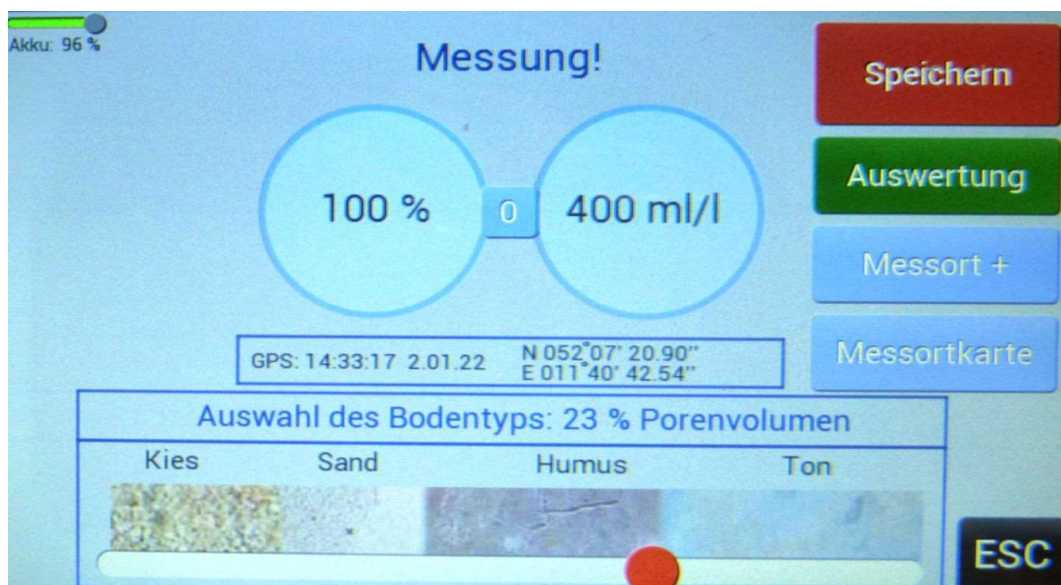 Akku: 96 %
Messung!
Speichern
100 %
0
400 ml/l
Auswertung
Messort +
Messortkarte
GPS: 14:33:17 2.01.22
N 052°07' 20.90''
E 011°40' 42.54''
Auswahl des Bodentyps: 23 % Porenvolumen
Kies Sand Humus Ton
ESC